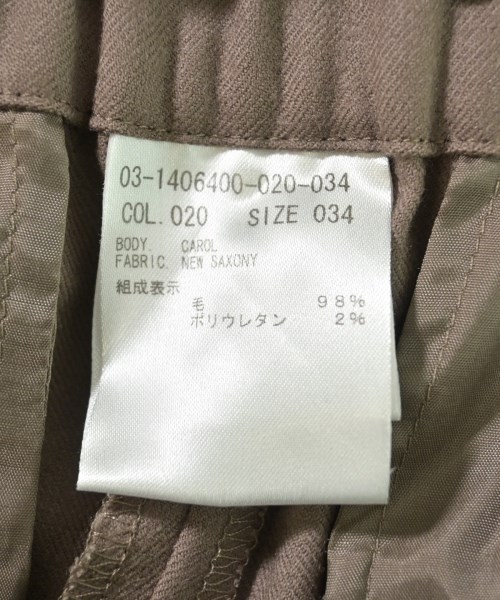 03-1406400-020-034
COL.020 SIZE 034
BODY. CAROL
FABRIC. NEW SAXONY
組成表示
毛 98%
ポリウレタン 2%